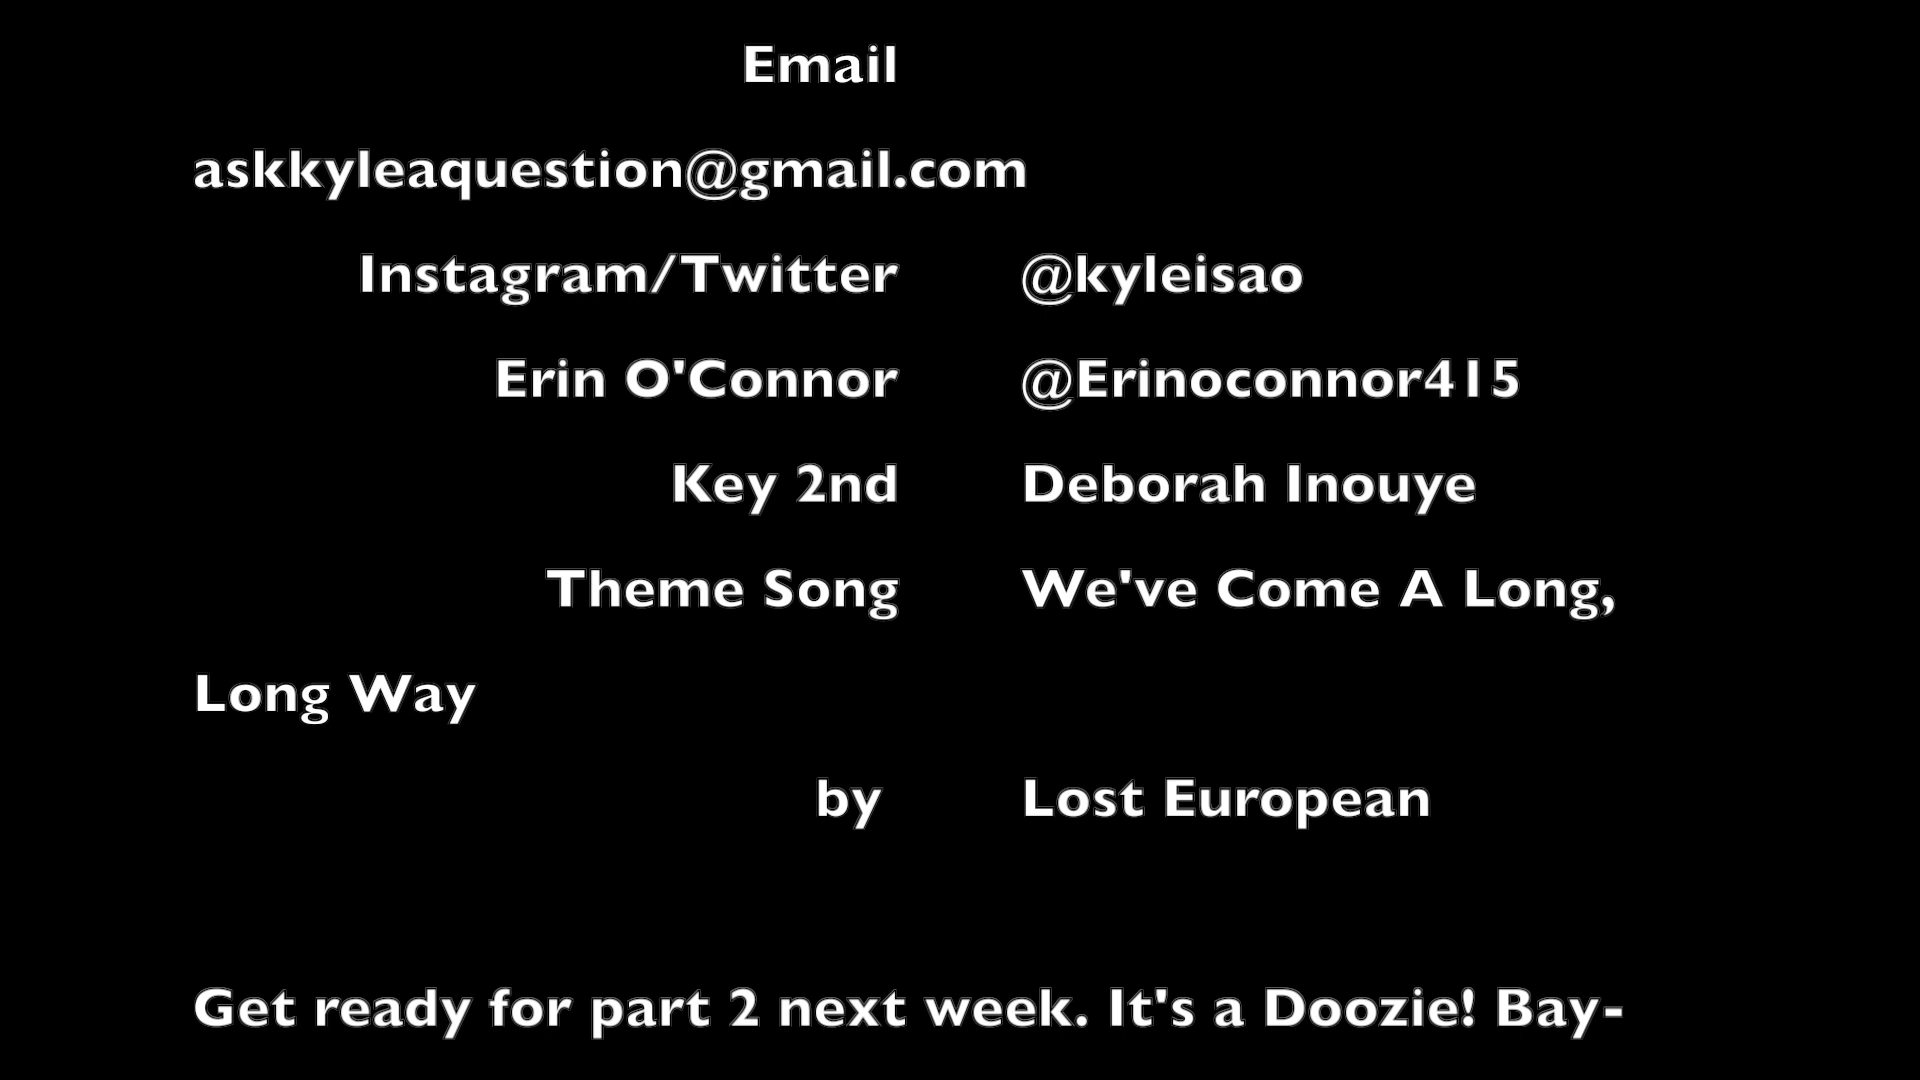 Email
askkyleaquestion@gmail.com
Instagram/Twitter @kyleisao
Erin O'Connor @Erinoconnor415
Key 2nd Deborah Inouye
Theme Song We've Come A Long,
Long Way
by Lost European
Get ready for part 2 next week. It's a Doozie! Bay-